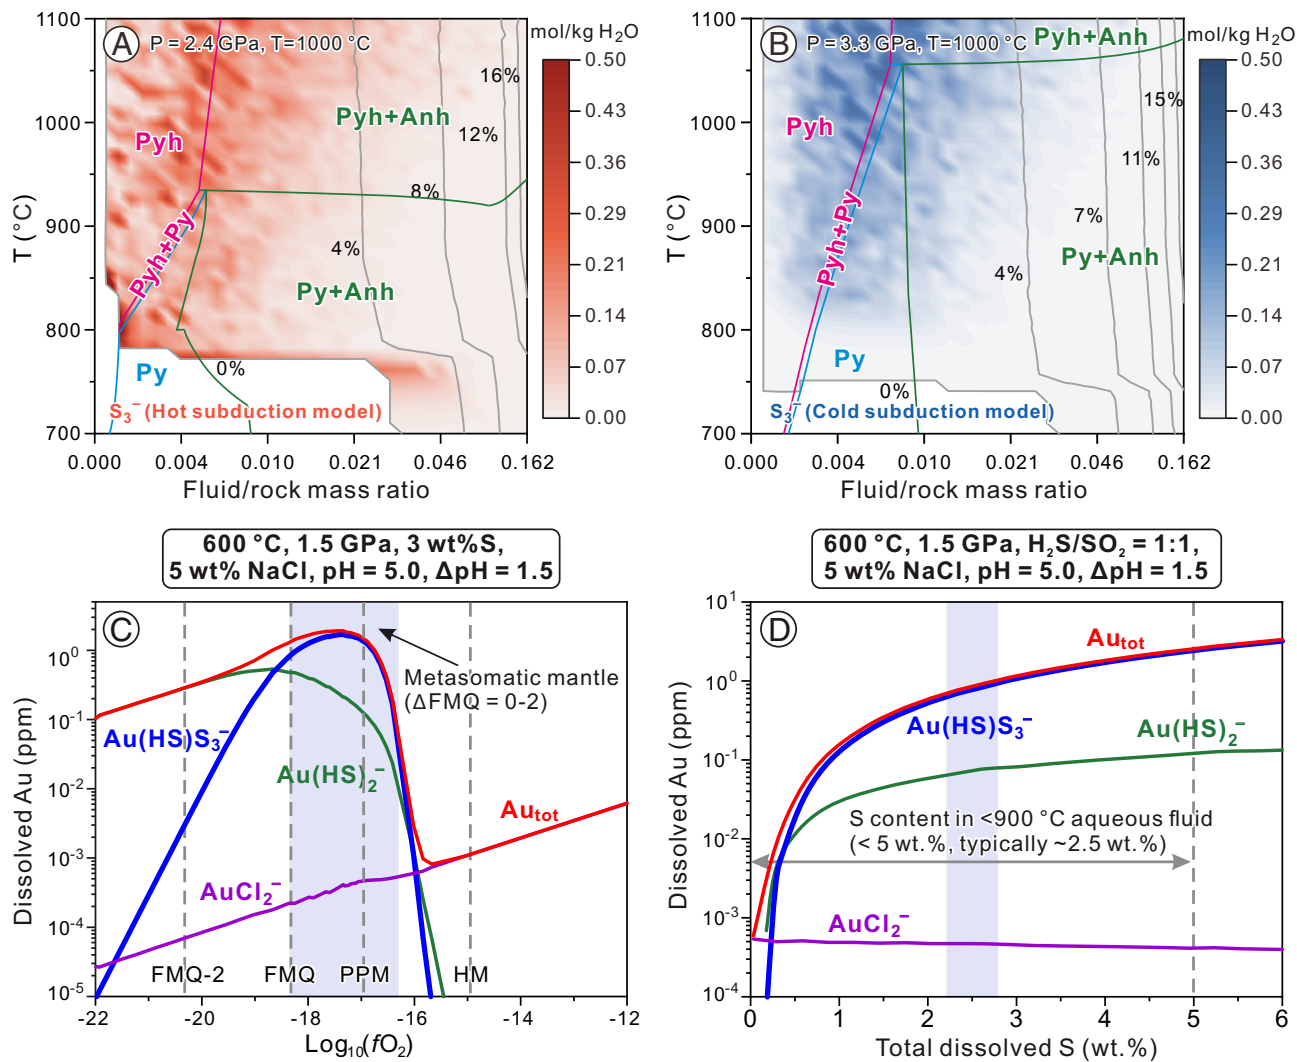 A
P = 2.4 GPa, T=1000 °C
mol/kg H₂O
1100
1000
900
800
700
T (°C)
16%
12%
8%
4%
0%
Pyh
Pyh+Anh
Pyh+Py
Py+Anh
Py
S₃⁻ (Hot subduction model)
0.50
0.43
0.36
0.29
0.21
0.14
0.07
0.00
0.000 0.004 0.010 0.021 0.046 0.162
Fluid/rock mass ratio
B
P = 3.3 GPa, T=1000 °C
mol/kg H₂O
1100
1000
900
800
700
T (°C)
Pyh+Anh
15%
11%
7%
4%
0%
Pyh
Pyh+Py
Py+Anh
Py
S₃⁻ (Cold subduction model)
0.50
0.43
0.36
0.29
0.21
0.14
0.07
0.00
0.000 0.004 0.010 0.021 0.046 0.162
Fluid/rock mass ratio
600 °C, 1.5 GPa, 3 wt%S,
5 wt% NaCl, pH = 5.0, ΔpH = 1.5
C
10⁰
10⁻¹
10⁻²
10⁻³
10⁻⁴
10⁻⁵
Dissolved Au (ppm)
Metasomatic mantle
(ΔFMQ = 0-2)
Au(HS)S₃⁻
Au(HS)₂⁻
Auₜₒₜ
AuCl₂⁻
FMQ-2 FMQ PPM HM
-22 -20 -18 -16 -14 -12
Log₁₀(fO₂)
600 °C, 1.5 GPa, H₂S/SO₂ = 1:1,
5 wt% NaCl, pH = 5.0, ΔpH = 1.5
D
10¹
10⁰
10⁻¹
10⁻²
10⁻³
10⁻⁴
Dissolved Au (ppm)
Auₜₒₜ
Au(HS)S₃⁻
Au(HS)₂⁻
S content in <900 °C aqueous fluid
(< 5 wt.%, typically ~2.5 wt.%)
AuCl₂⁻
0 1 2 3 4 5 6
Total dissolved S (wt.%)